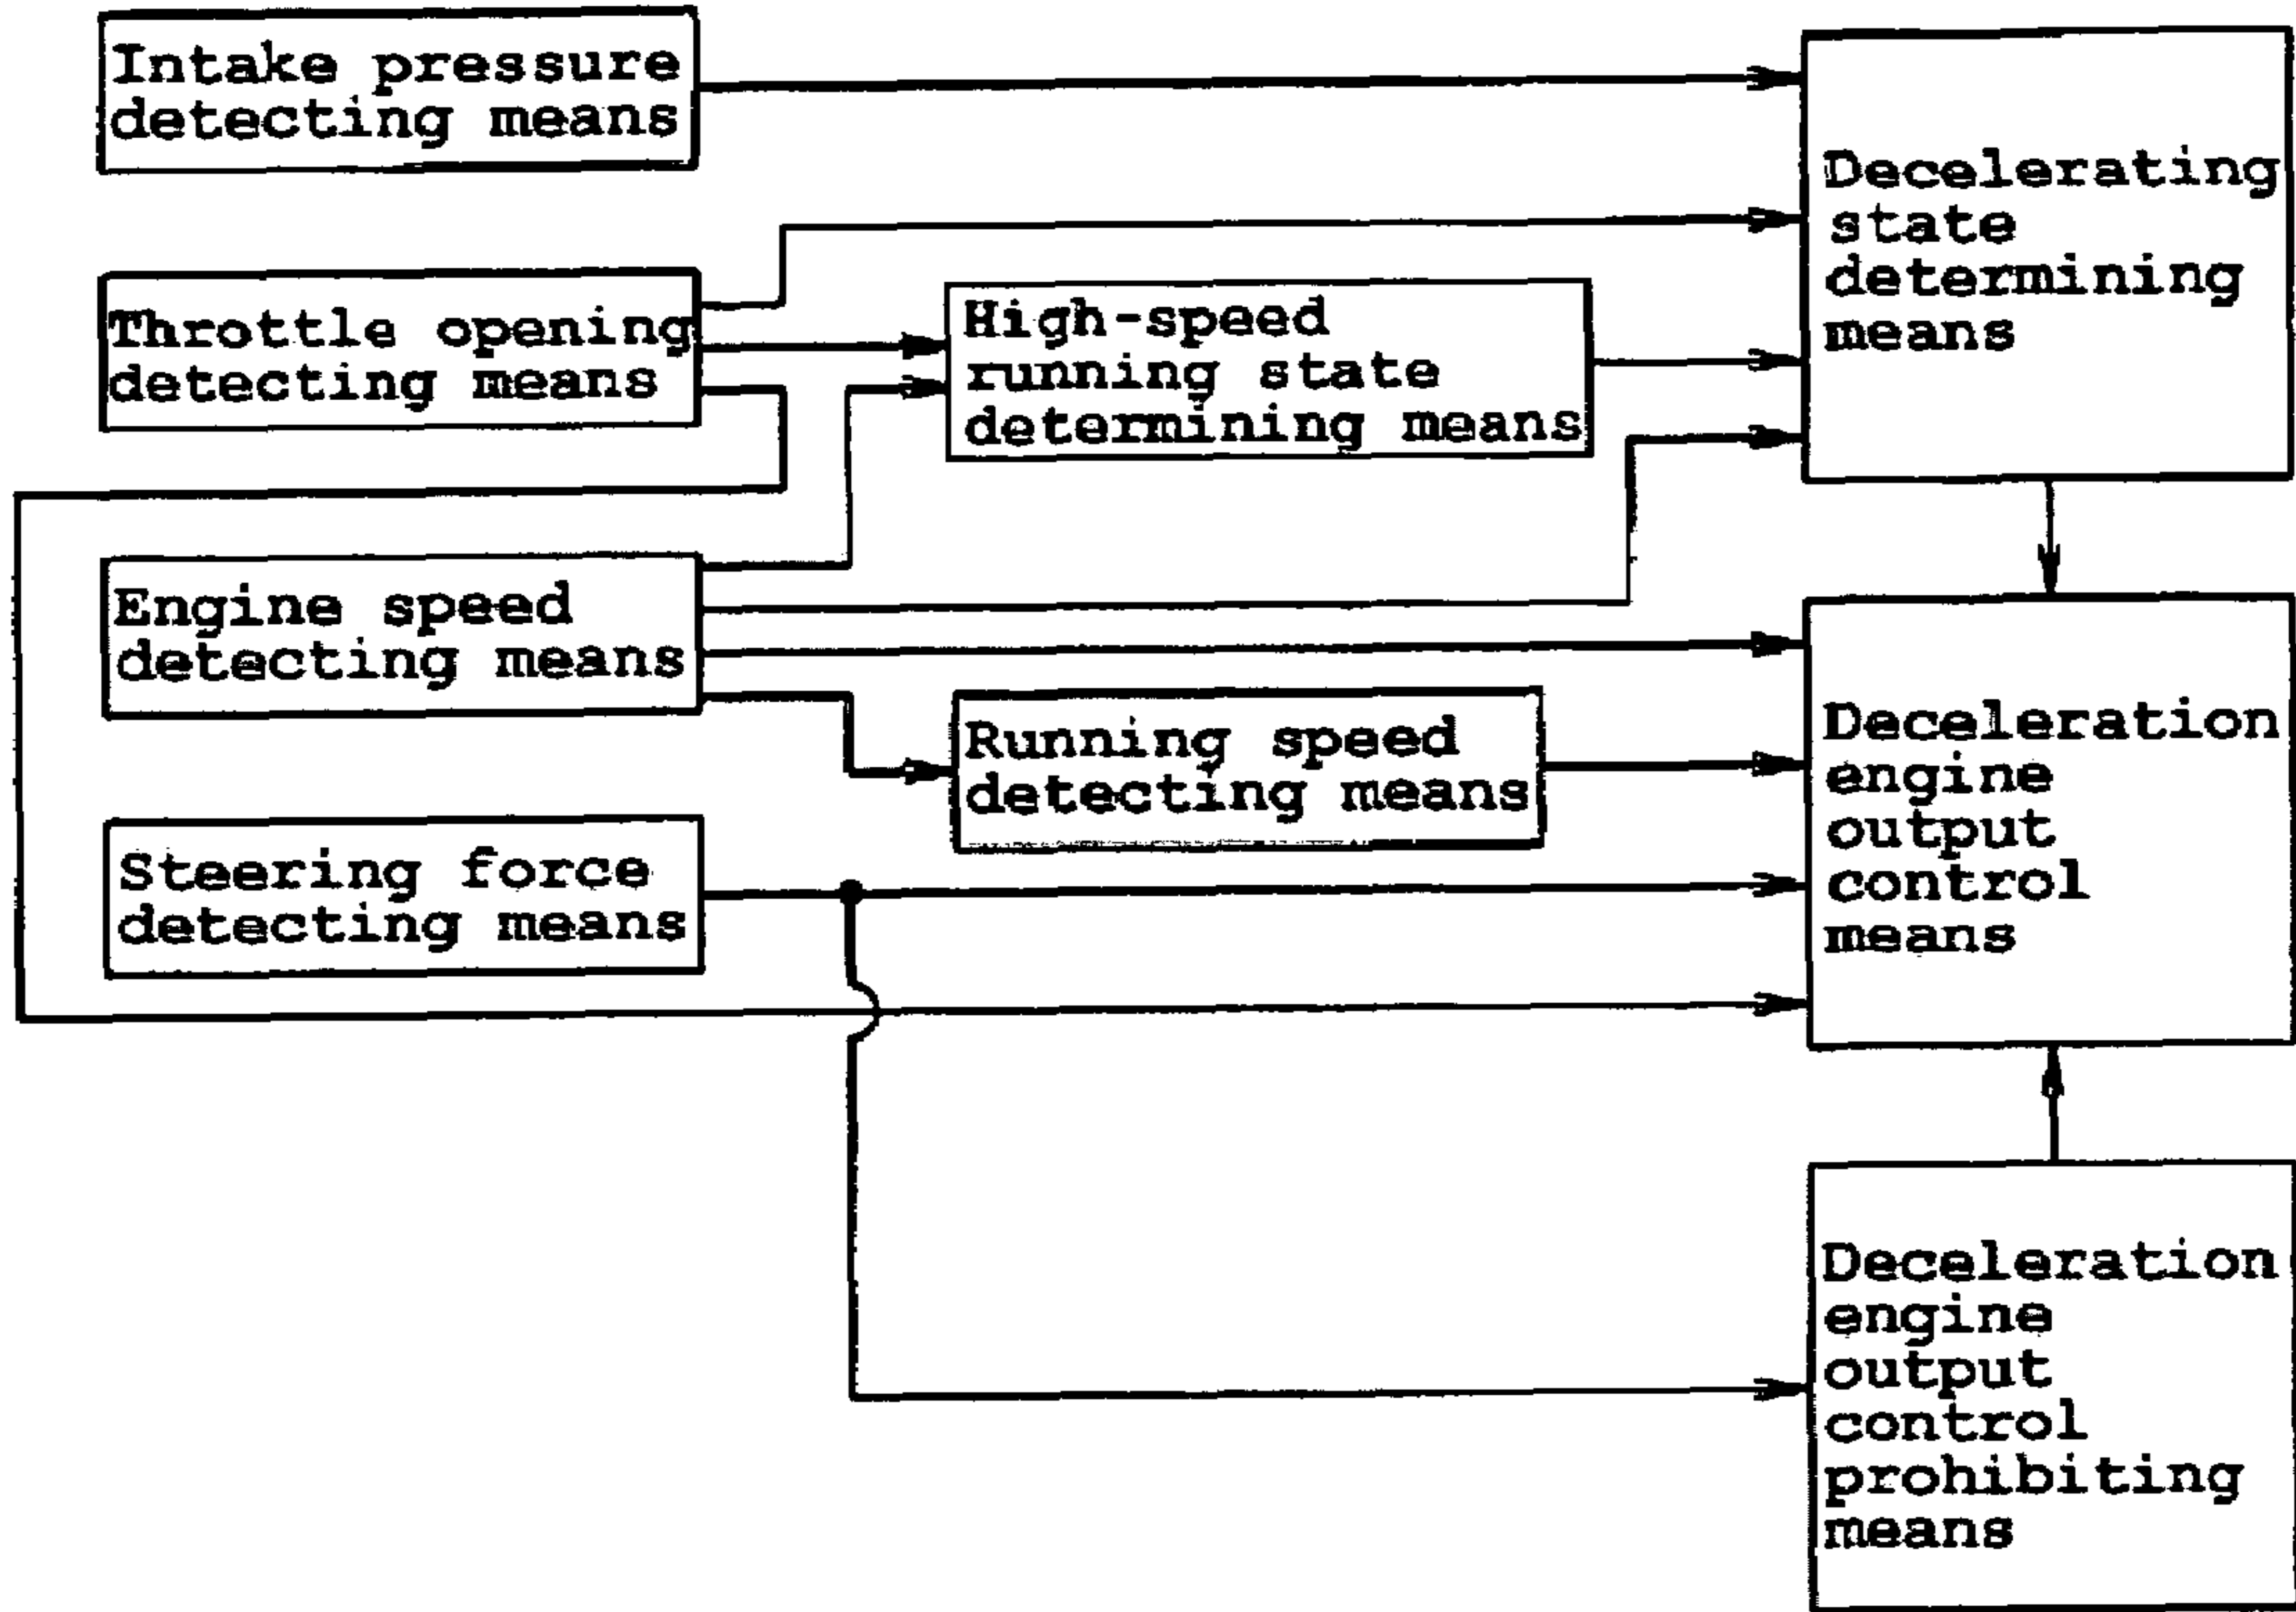 Intake pressure
detecting means
Decelerating
state
determining
means
Throttle opening
detecting means
High-speed
running state
determining means
Engine speed
detecting means
Running speed
detecting means
Deceleration
engine
output
control
means
Steering force
detecting means
Deceleration
engine
output
control
prohibiting
means